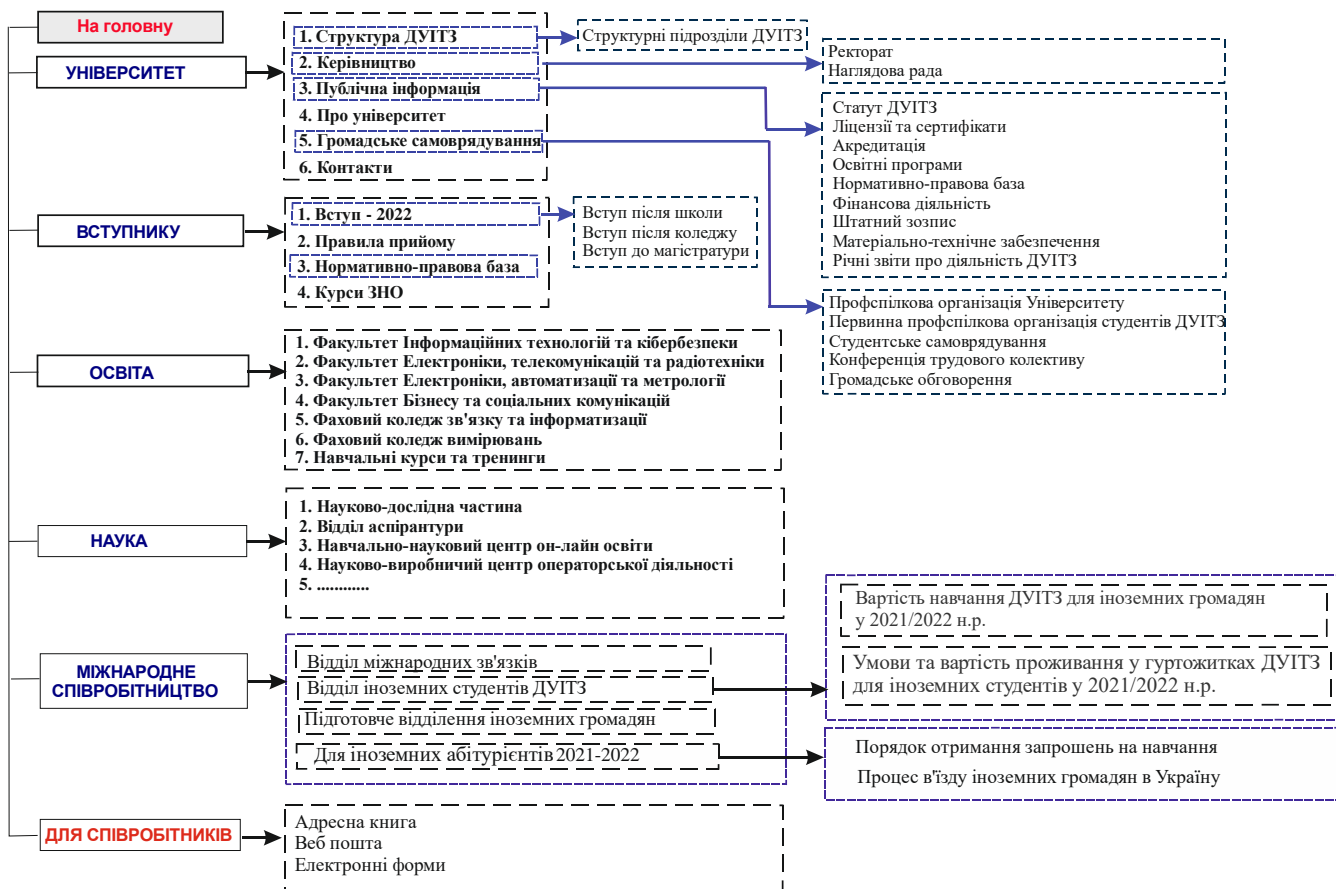 На головну
УНІВЕРСИТЕТ
1. Структура ДУІТЗ
2. Керівництво
3. Публічна інформація
4. Про університет
5. Громадське самоврядування
6. Контакти
Структурні підрозділи ДУІТЗ
Ректорат
Наглядова рада
Статут ДУІТЗ
Ліцензії та сертифікати
Акредитація
Освітні програми
Нормативно-правова база
Фінансова діяльність
Штатний зозпис
Матеріально-технічне забезпечення
Річні звіти про діяльність ДУІТЗ
Профспілкова організація Університету
Первинна профспілкова організація студентів ДУІТЗ
Студентське самоврядування
Конференція трудового колективу
Громадське обговорення
ВСТУПНИКУ
1. Вступ - 2022
2. Правила прийому
3. Нормативно-правова база
4. Курси ЗНО
Вступ після школи
Вступ після коледжу
Вступ до магістратури
ОСВІТА
1. Факультет Інформаційних технологій та кібербезпеки
2. Факультет Електроніки, телекомунікацій та радіотехніки
3. Факультет Електроніки, автоматизації та метрології
4. Факультет Бізнесу та соціальних комунікацій
5. Фаховий коледж зв'язку та інформатизації
6. Фаховий коледж вимірювань
7. Навчальні курси та тренинги
НАУКА
1. Науково-дослідна частина
2. Відділ аспірантури
3. Навчально-науковий центр он-лайн освіти
4. Науково-виробничий центр операторської діяльності
5. ............
МІЖНАРОДНЕ
СПІВРОБІТНИЦТВО
Відділ міжнародних зв'язків
Відділ іноземних студентів ДУІТЗ
Підготовче відділення іноземних громадян
Для іноземних абітурієнтів 2021-2022
Вартість навчання ДУІТЗ для іноземних громадян
у 2021/2022 н.р.
Умови та вартість проживання у гуртожитках ДУІТЗ
для іноземних студентів у 2021/2022 н.р.
Порядок отримання запрошень на навчання
Процес в'їзду іноземних громадян в Україну
ДЛЯ СПІВРОБІТНИКІВ
Адресна книга
Веб пошта
Електронні форми